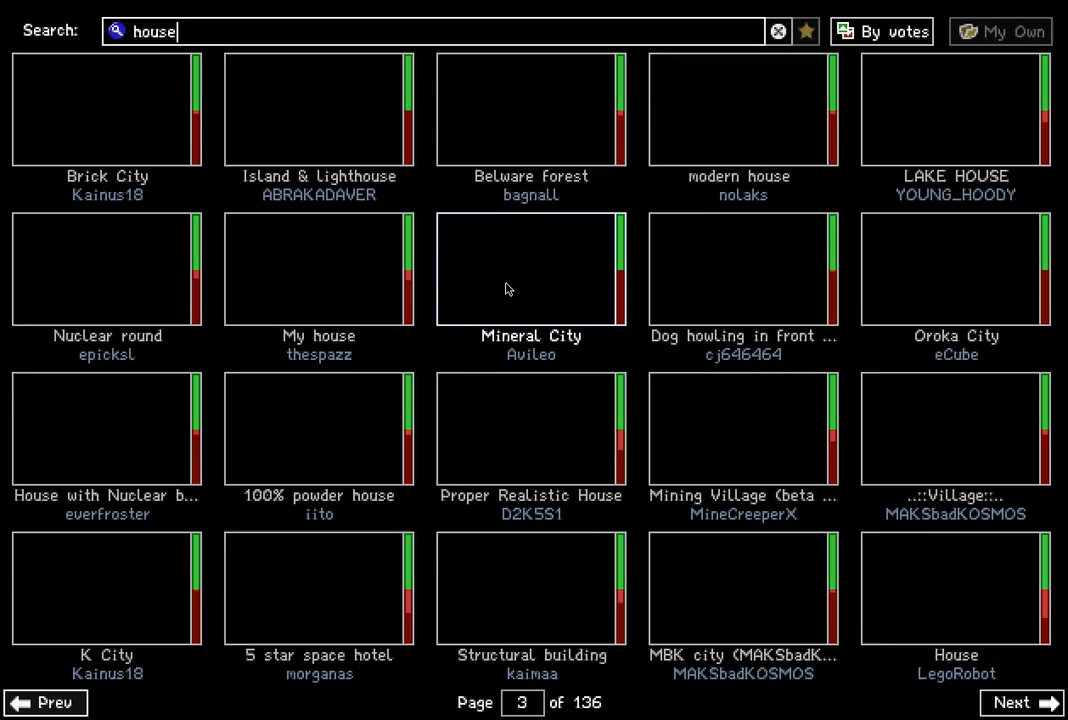 Search: house By votes My Own
Brick City Island & lighthouse Belware forest modern house LAKE HOUSE
Kainus18 ABRAKADAVER bagnall nolaks YOUNG_HOODY
Nuclear round My house Mineral City Dog howling in front ... Oroka City
epicksl thespazz Avileo cj646464 eCube
House with Nuclear b... 100% powder house Proper Realistic House Mining Village (beta ... ..::Village::..
everfroster iito D2K5S1 MineCreeperX MAKSbadKOSMOS
K City 5 star space hotel Structural building MBK city (MAKSbadK... House
Kainus18 morganas kaimaa MAKSbadKOSMOS LegoRobot
Prev Page 3 of 136 Next